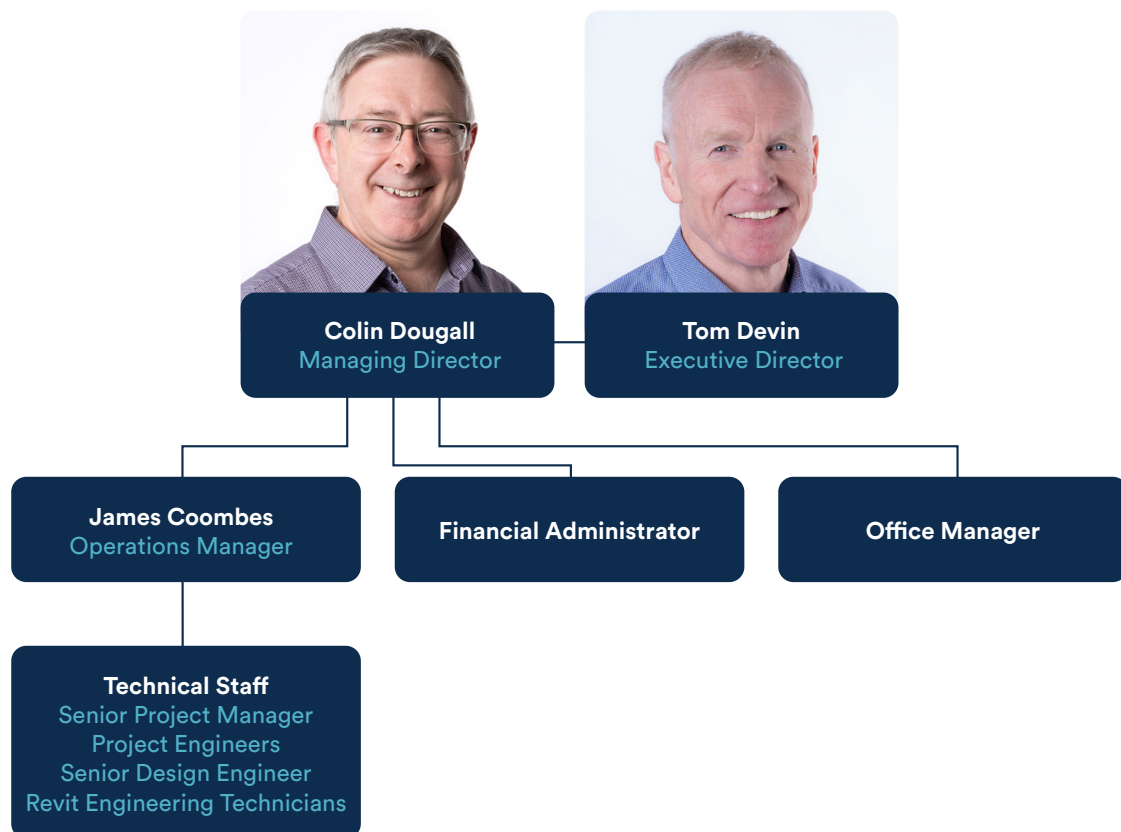 Colin Dougall
Managing Director
Tom Devin
Executive Director
James Coombes
Operations Manager
Financial Administrator
Office Manager
Technical Staff
Senior Project Manager
Project Engineers
Senior Design Engineer
Revit Engineering Technicians